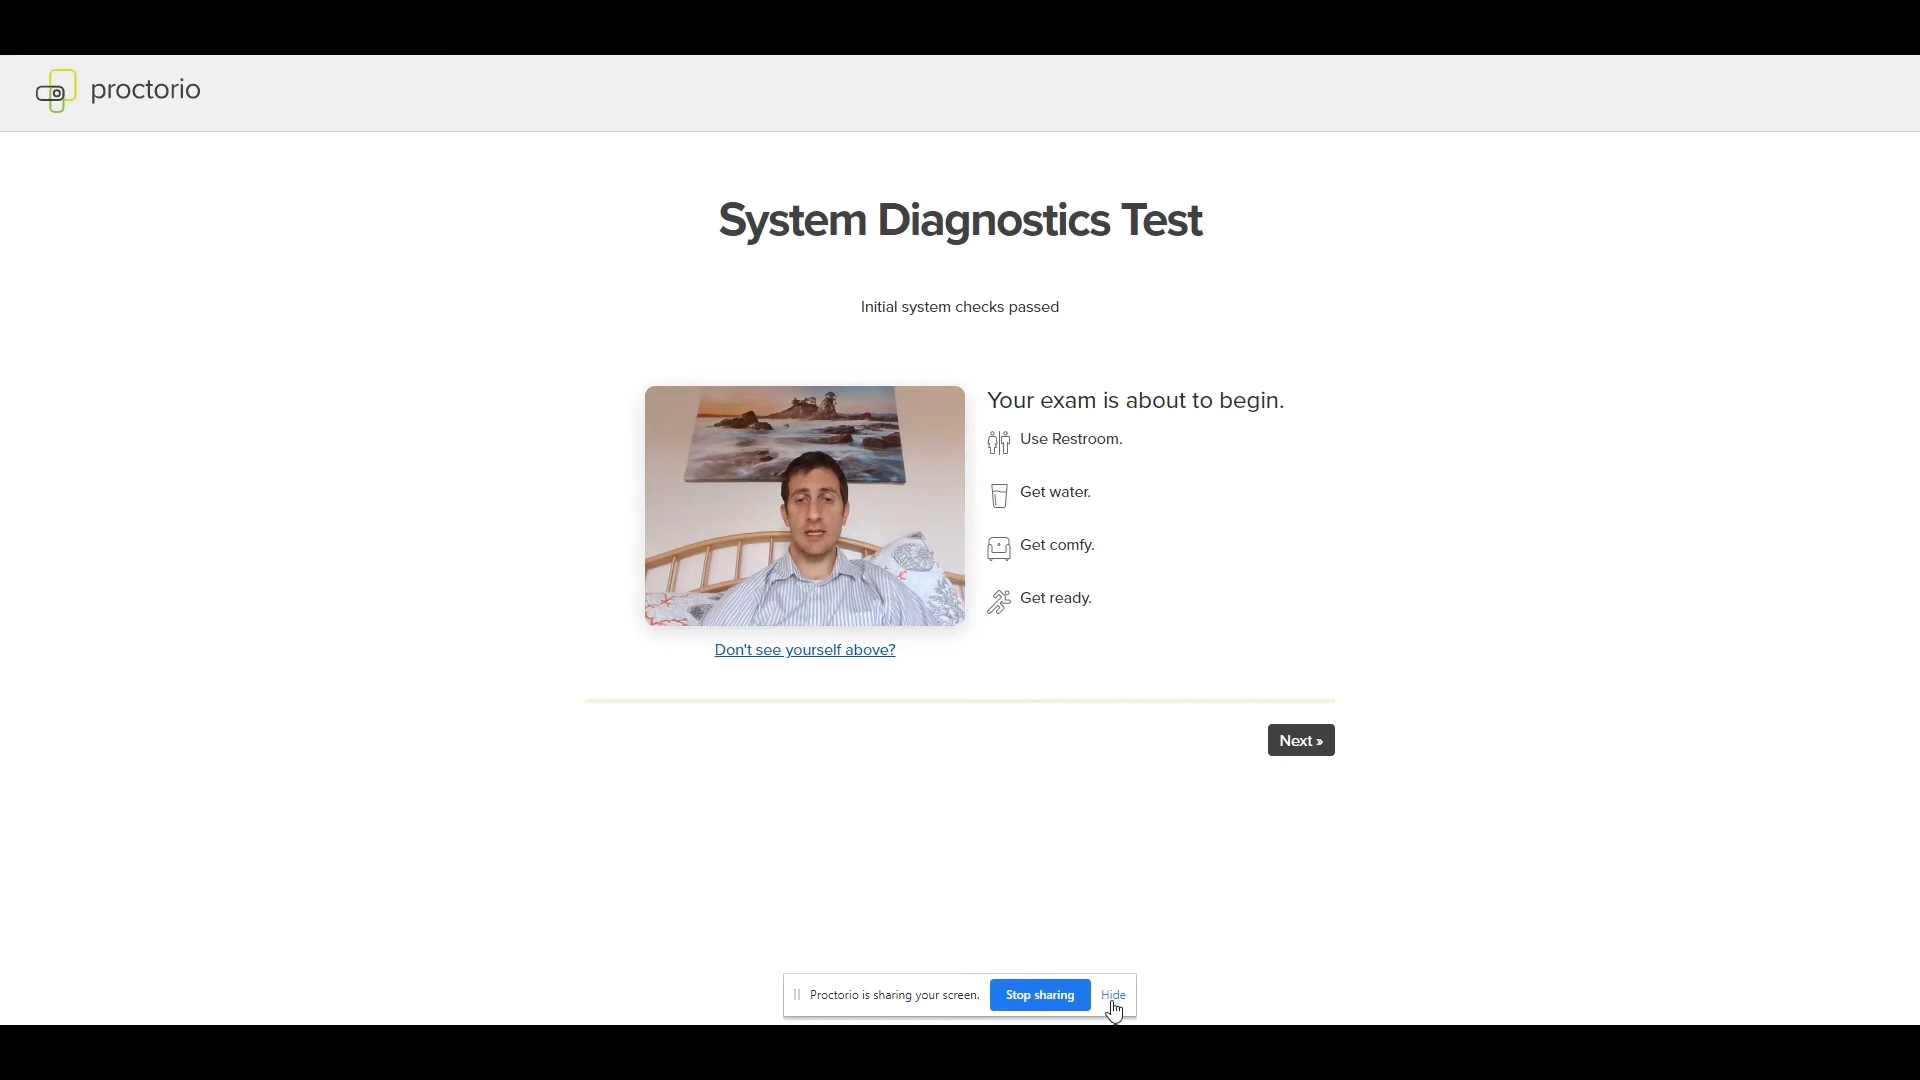 proctorio
System Diagnostics Test
Initial system checks passed
Your exam is about to begin.
Use Restroom.
Get water.
Get comfy.
Get ready.
Don't see yourself above?
Next »
Proctorio is sharing your screen. Stop sharing Hide